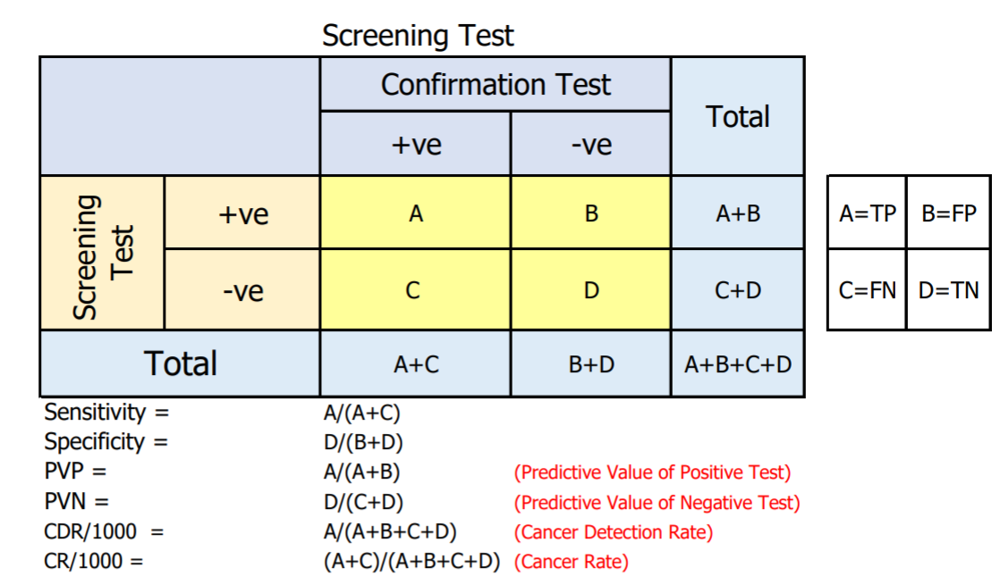 Screening Test
Confirmation Test
Total
+ve
-ve
Screening
Test
+ve
A
B
A+B
A=TP
B=FP
-ve
C
D
C+D
C=FN
D=TN
Total
A+C
B+D
A+B+C+D
Sensitivity = A/(A+C)
Specificity = D/(B+D)
PVP = A/(A+B) (Predictive Value of Positive Test)
PVN = D/(C+D) (Predictive Value of Negative Test)
CDR/1000 = A/(A+B+C+D) (Cancer Detection Rate)
CR/1000 = (A+C)/(A+B+C+D) (Cancer Rate)